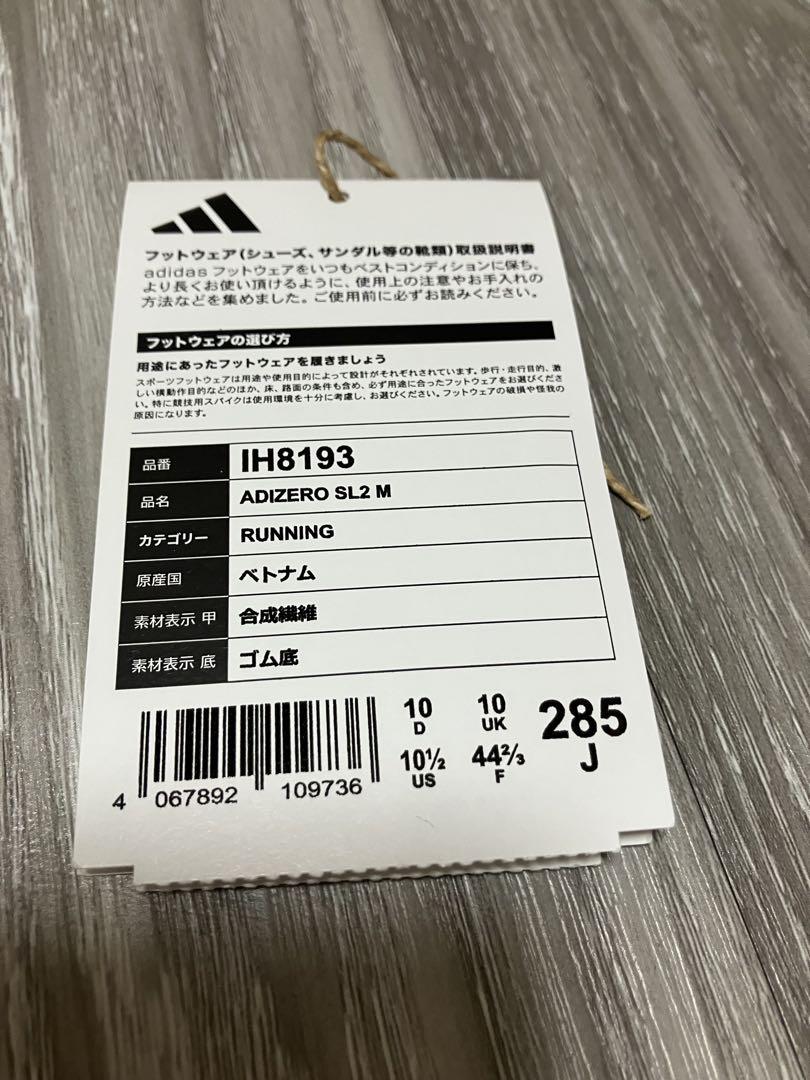 フットウェア(シューズ、サンダル等の靴類)取扱説明書
adidas フットウェアをいつもベストコンディションに保ち、
より長くお使い頂けるように、使用上の注意やお手入れの
方法などを集めました。ご使用前に必ずお読みください。
フットウェアの選び方
用途にあったフットウェアを履きましょう
スポーツフットウェアは用途や使用目的によって設計がそれぞれされています。歩行・走行目的、激
しい横動作目的などのほか、床、路面の条件も含め、必ず用途に合ったフットウェアをお選びくださ
い。特に競技用スパイクは使用環境を十分に考慮し、お選びください。フットウェアの破損や怪我の
原因になります。
品番 IH8193
品名 ADIZERO SL2 M
カテゴリー RUNNING
原産国 ベトナム
素材表示 甲 合成繊維
素材表示 底 ゴム底
10 10 285
D UK J
10½ 44⅔
US F
4 067892 109736